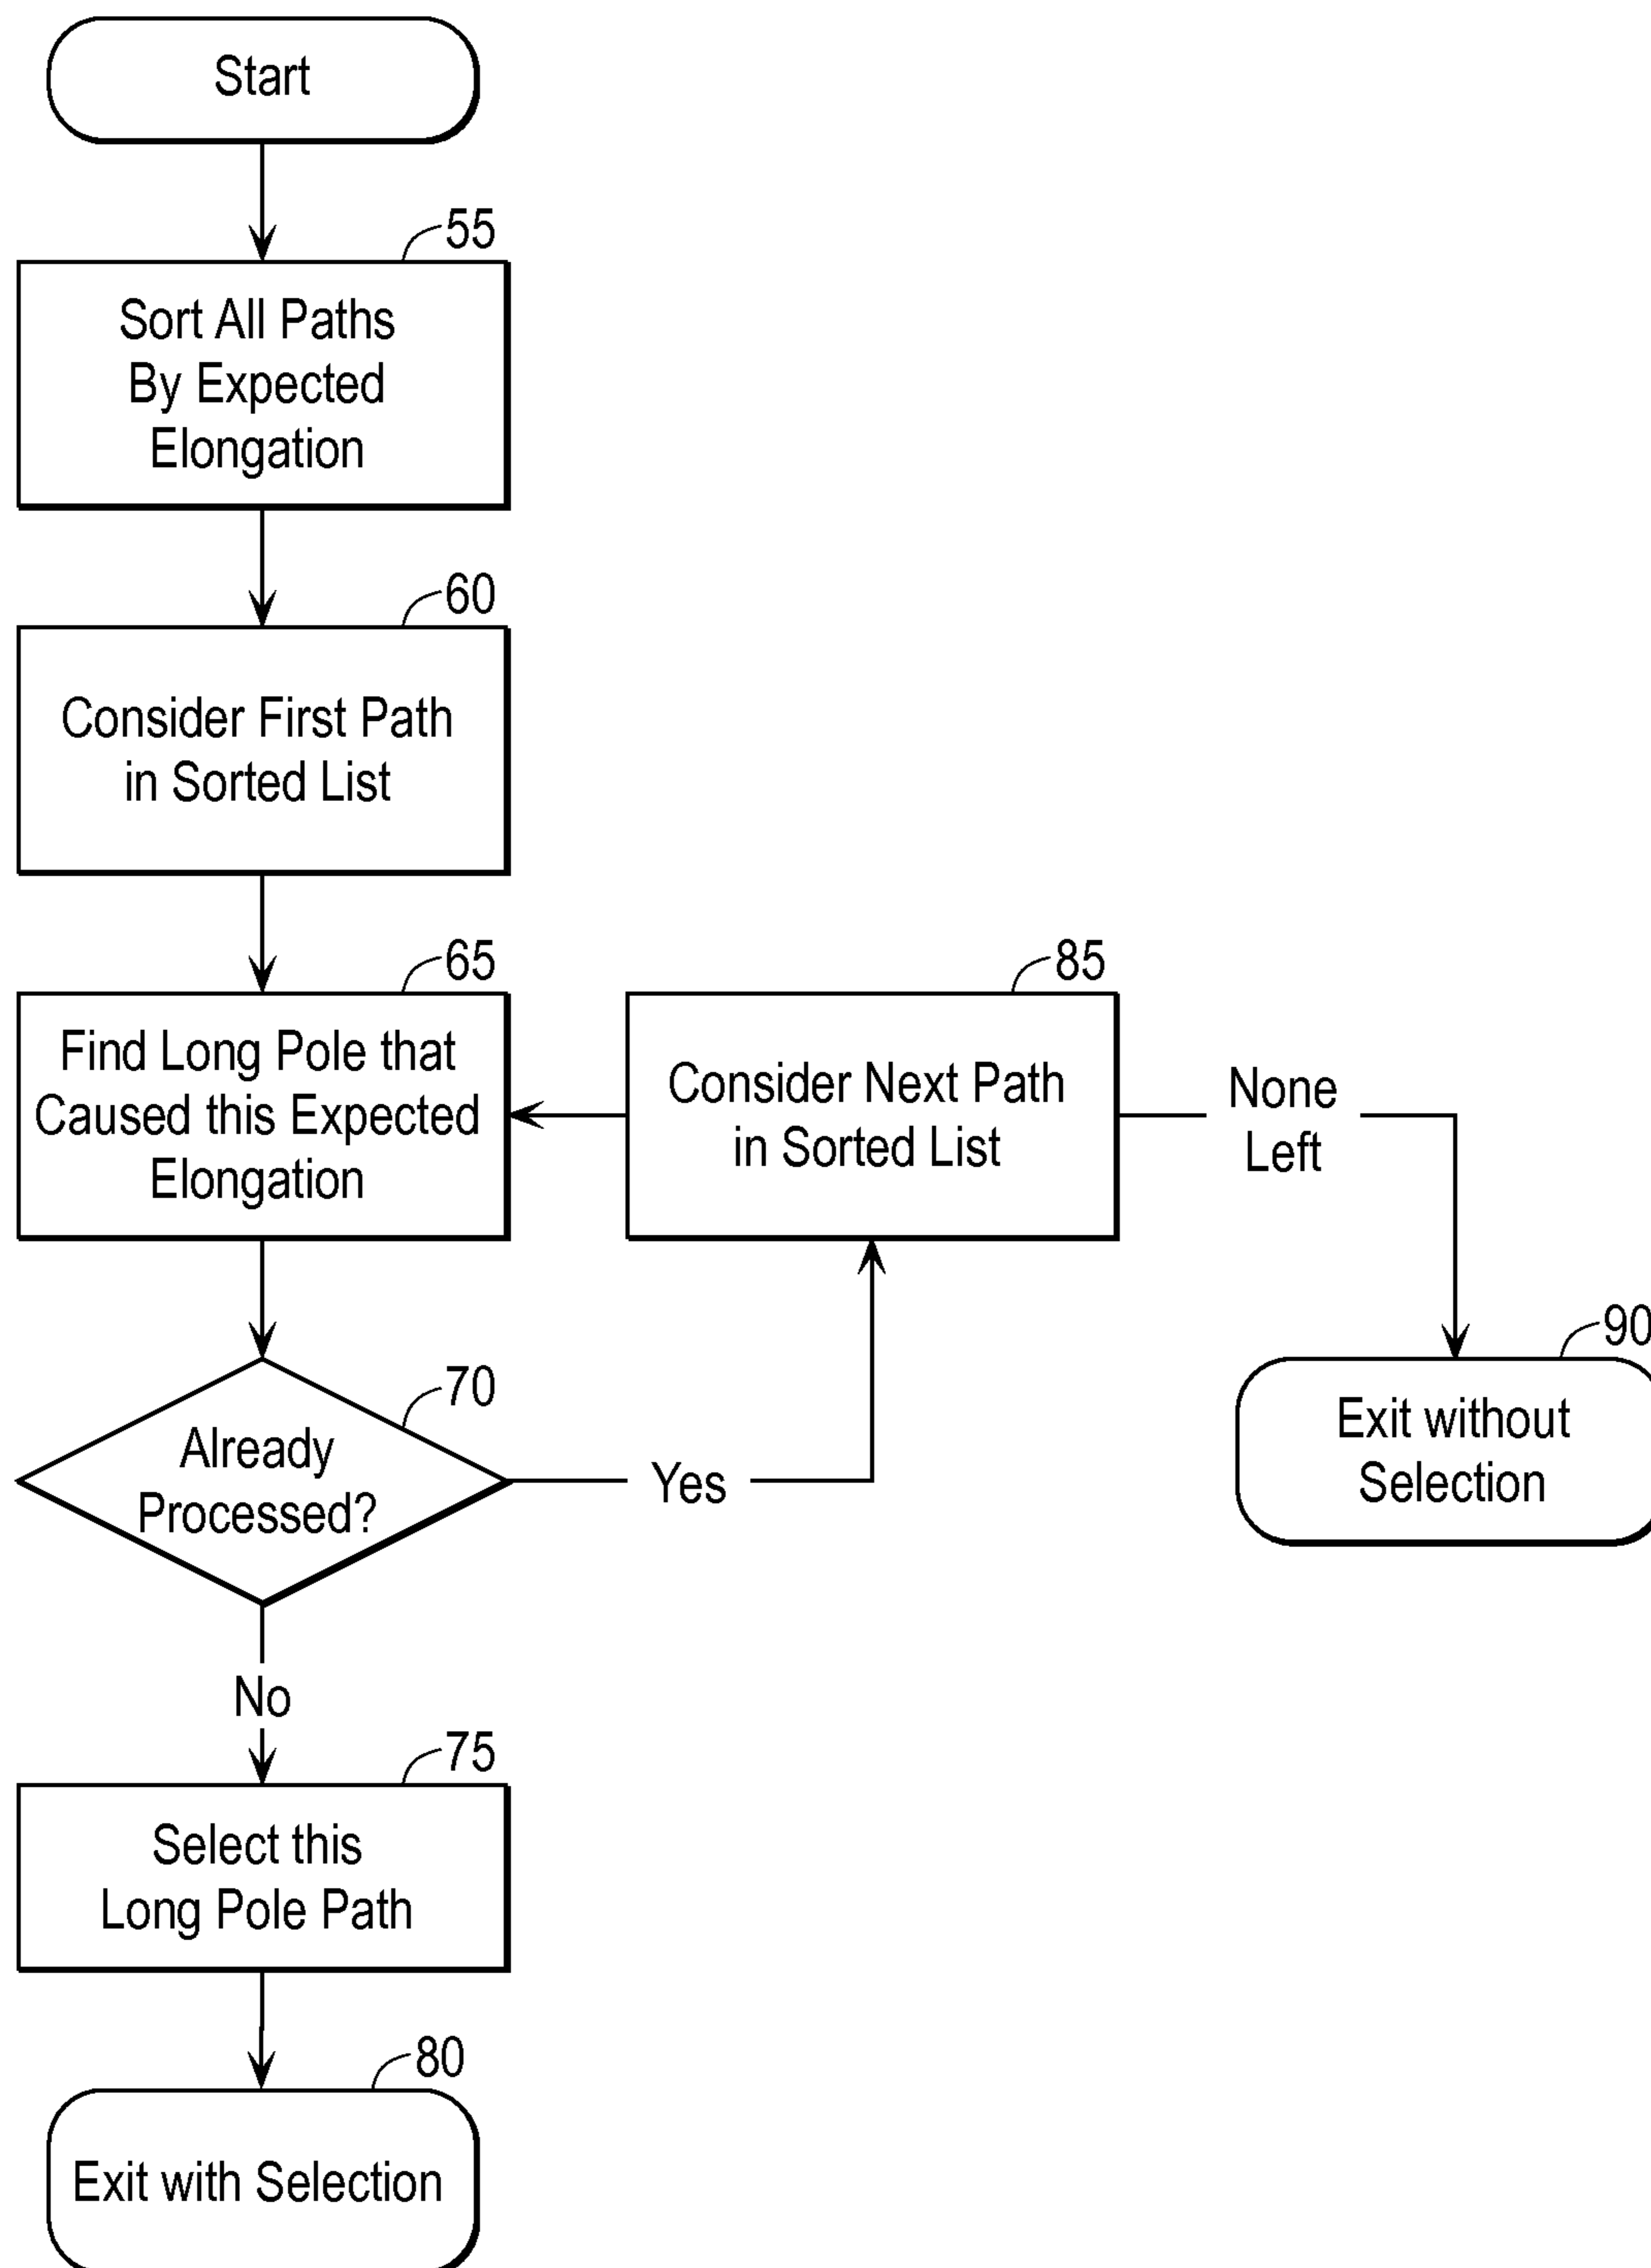 Start
55
Sort All Paths
By Expected
Elongation
60
Consider First Path
in Sorted List
65
Find Long Pole that
Caused this Expected
Elongation
85
Consider Next Path
in Sorted List
None
Left
90
Exit without
Selection
70
Already
Processed?
Yes
No
75
Select this
Long Pole Path
80
Exit with Selection